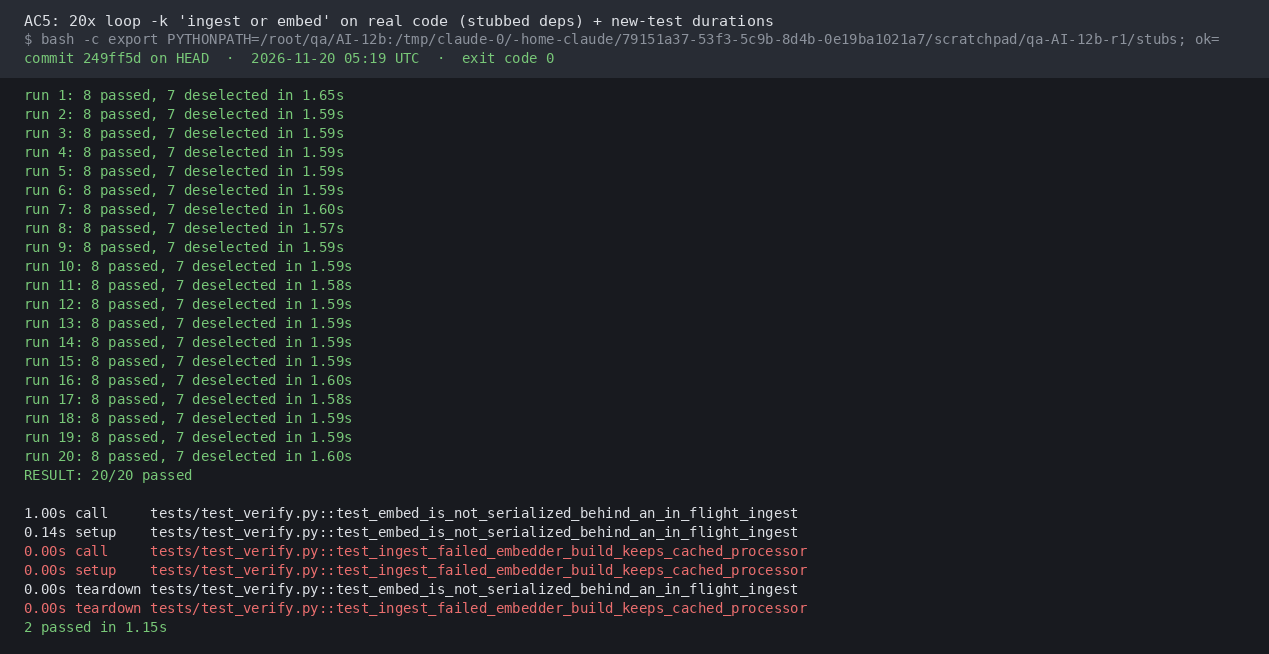 AC5: 20x loop -k 'ingest or embed' on real code (stubbed deps) + new-test durations
$ bash -c export PYTHONPATH=/root/qa/AI-12b:/tmp/claude-0/-home-claude/79151a37-53f3-5c9b-8d4b-0e19ba1021a7/scratchpad/qa-AI-12b-r1/stubs; ok=
commit 249ff5d on HEAD · 2026-11-20 05:19 UTC · exit code 0
run 1: 8 passed, 7 deselected in 1.65s
run 2: 8 passed, 7 deselected in 1.59s
run 3: 8 passed, 7 deselected in 1.59s
run 4: 8 passed, 7 deselected in 1.59s
run 5: 8 passed, 7 deselected in 1.59s
run 6: 8 passed, 7 deselected in 1.59s
run 7: 8 passed, 7 deselected in 1.60s
run 8: 8 passed, 7 deselected in 1.57s
run 9: 8 passed, 7 deselected in 1.59s
run 10: 8 passed, 7 deselected in 1.59s
run 11: 8 passed, 7 deselected in 1.58s
run 12: 8 passed, 7 deselected in 1.59s
run 13: 8 passed, 7 deselected in 1.59s
run 14: 8 passed, 7 deselected in 1.59s
run 15: 8 passed, 7 deselected in 1.59s
run 16: 8 passed, 7 deselected in 1.60s
run 17: 8 passed, 7 deselected in 1.58s
run 18: 8 passed, 7 deselected in 1.59s
run 19: 8 passed, 7 deselected in 1.59s
run 20: 8 passed, 7 deselected in 1.60s
RESULT: 20/20 passed
1.00s call     tests/test_verify.py::test_embed_is_not_serialized_behind_an_in_flight_ingest
0.14s setup    tests/test_verify.py::test_embed_is_not_serialized_behind_an_in_flight_ingest
0.00s call     tests/test_verify.py::test_ingest_failed_embedder_build_keeps_cached_processor
0.00s setup    tests/test_verify.py::test_ingest_failed_embedder_build_keeps_cached_processor
0.00s teardown tests/test_verify.py::test_embed_is_not_serialized_behind_an_in_flight_ingest
0.00s teardown tests/test_verify.py::test_ingest_failed_embedder_build_keeps_cached_processor
2 passed in 1.15s